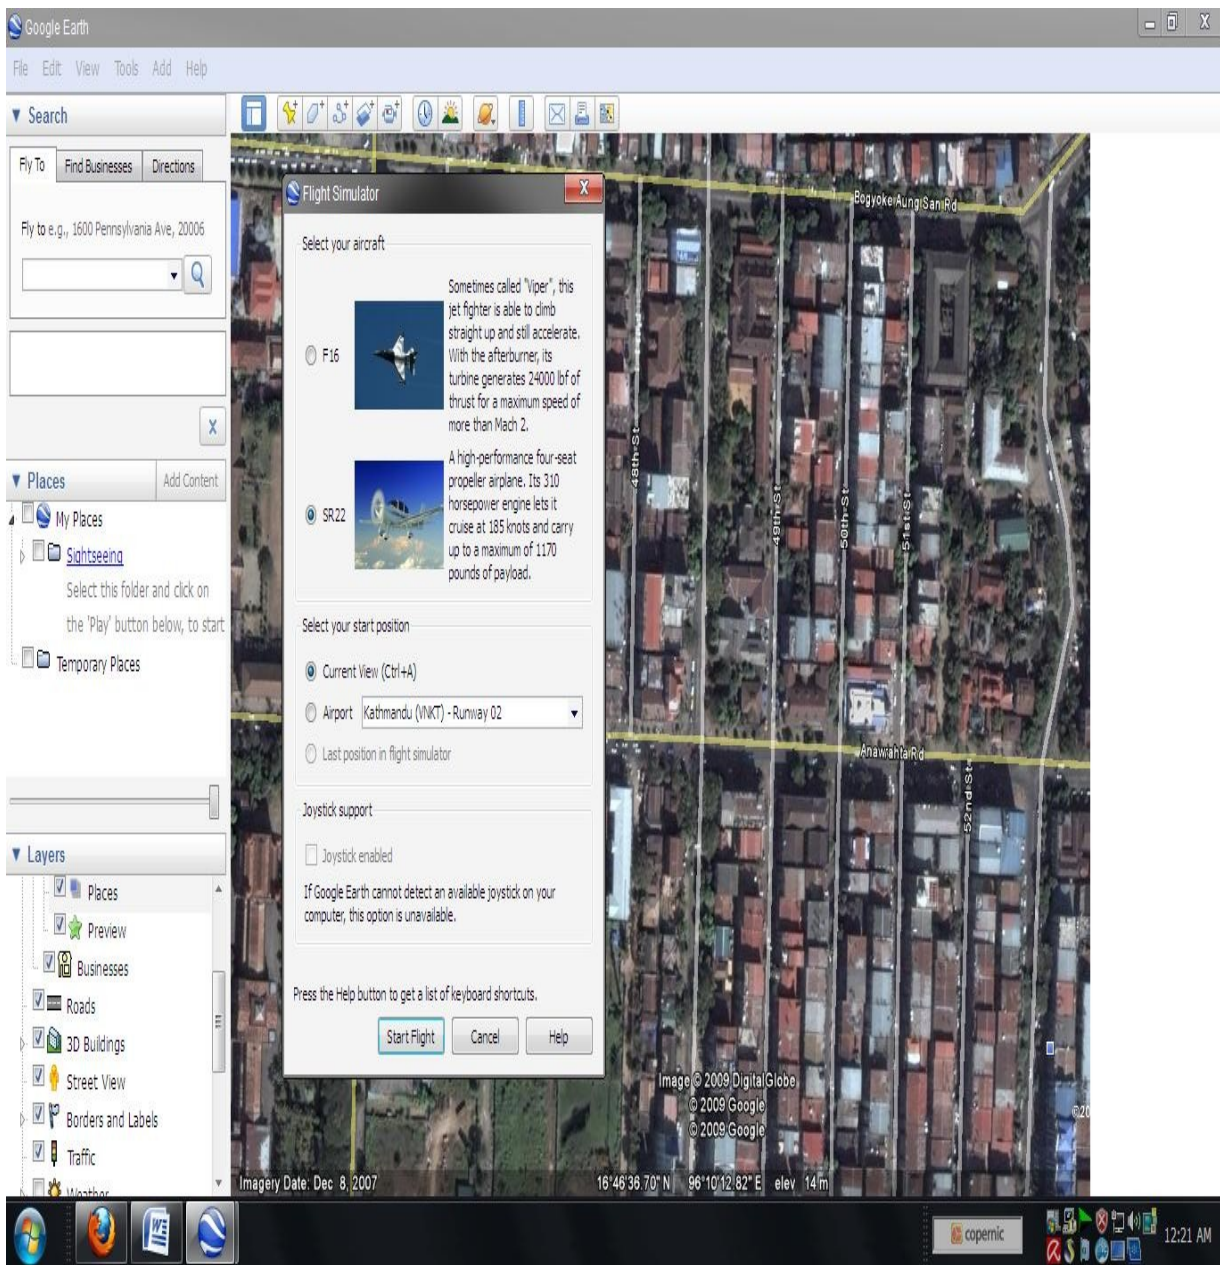 Google Earth
File Edit View Tools Add Help
Search
Fly To Find Businesses Directions
Fly to e.g., 1600 Pennsylvania Ave, 20006
Places Add Content
My Places
Sightseeing
Select this folder and click on
the 'Play' button below, to start
Temporary Places
Layers
Places
Preview
Businesses
Roads
3D Buildings
Street View
Borders and Labels
Traffic
Weather
Flight Simulator
Select your aircraft
F16
Sometimes called "Viper", this
jet fighter is able to climb
straight up and still accelerate.
With the afterburner, its
turbine generates 24000 lbf of
thrust for a maximum speed of
more than Mach 2.
SR22
A high-performance four-seat
propeller airplane. Its 310
horsepower engine lets it
cruise at 185 knots and carry
up to a maximum of 1170
pounds of payload.
Select your start position
Current View (Ctrl+A)
Airport Kathmandu (VNKT) - Runway 02
Last position in flight simulator
Joystick support
Joystick enabled
If Google Earth cannot detect an available joystick on your
computer, this option is unavailable.
Press the Help button to get a list of keyboard shortcuts.
Start Flight Cancel Help
Bogyoke Aung San Rd
48th St
49th St
50th St
51st St
Anawrahta Rd
52nd St
Image © 2009 DigitalGlobe
© 2009 Google
© 2009 Google
©20
Imagery Date: Dec 8, 2007
16°46'36.70" N 96°10'12.82" E elev 14 m
copernic
12:21 AM